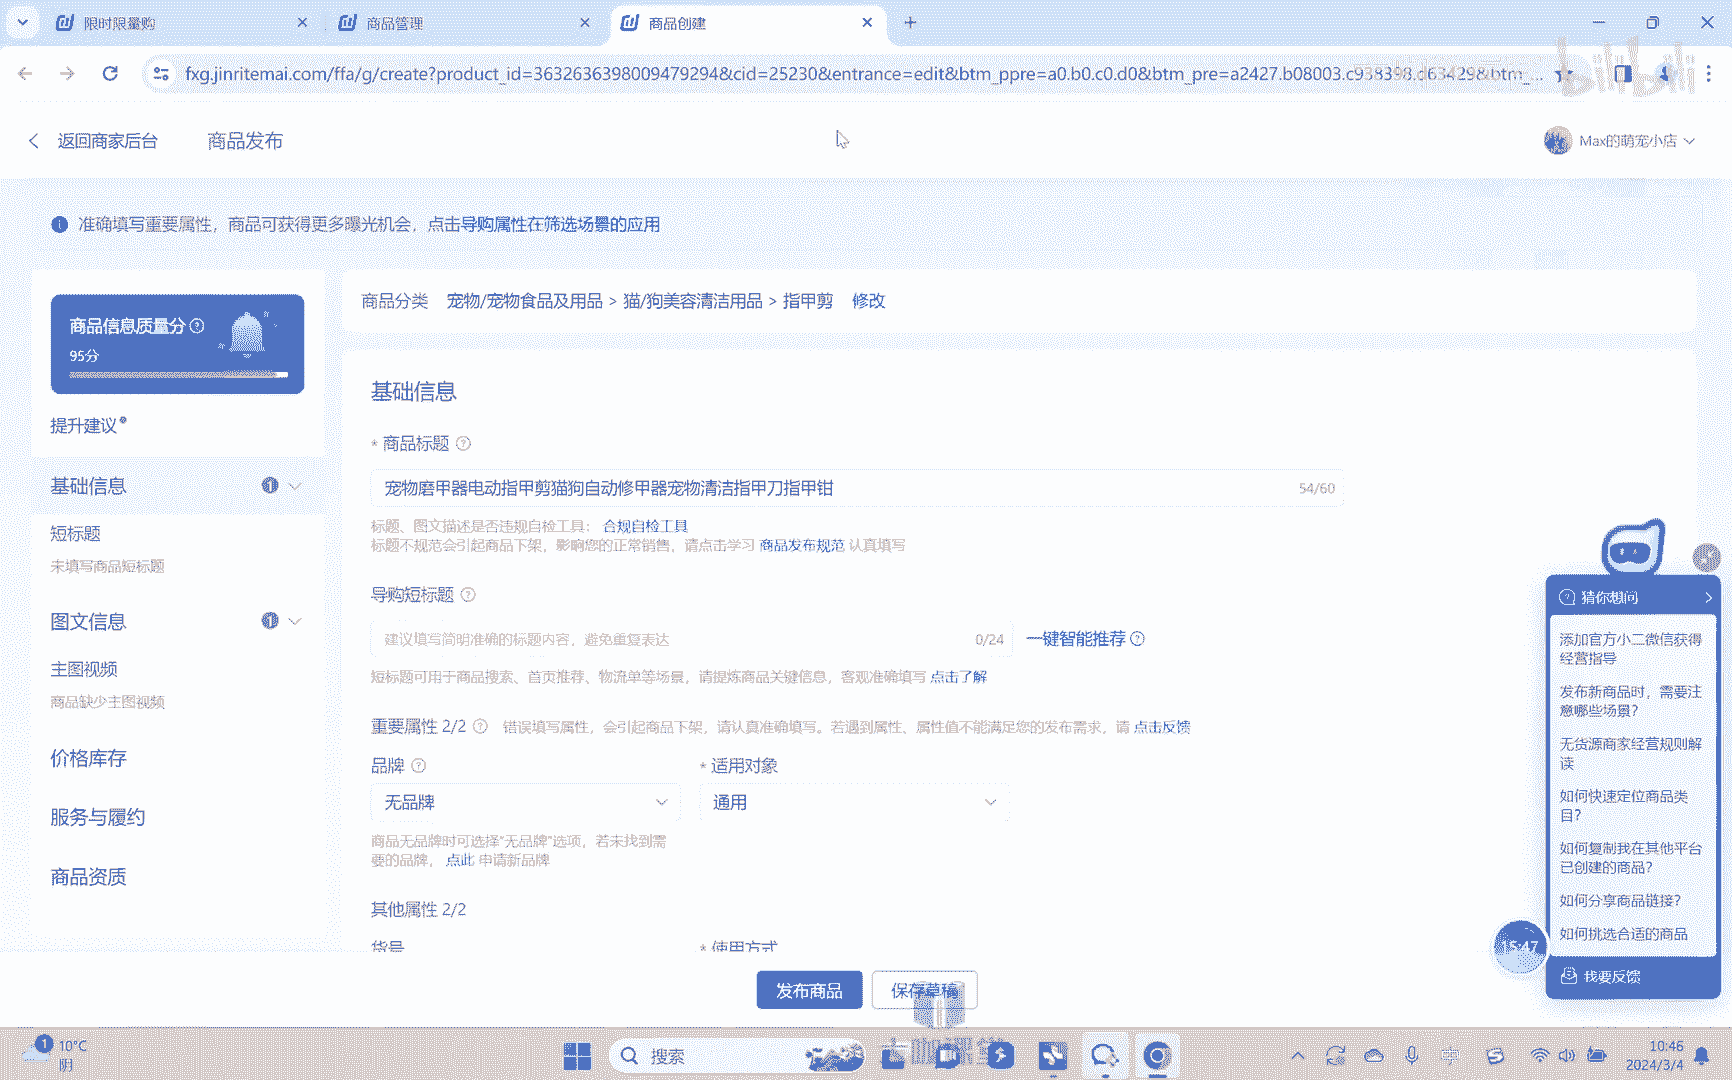 限时限量购
商品管理
商品创建
fxg.jinritemai.com/ffa/g/create?product_id=3632636398009479294&cid=25230&entrance=edit&btm_ppre=a0.b0.c0.d0&btm_pre=a2427.b08003.c938398.d63429&btm_...
bilibili
返回商家后台
商品发布
Max的萌宠小店
准确填写重要属性，商品可获得更多曝光机会，点击导购属性在筛选场景的应用
商品信息质量分
95分
提升建议
基础信息
1
短标题
未填写商品短标题
图文信息
1
主图视频
商品缺少主图视频
价格库存
服务与履约
商品资质
商品分类 宠物/宠物食品及用品 > 猫/狗美容清洁用品 > 指甲剪 修改
基础信息
* 商品标题
宠物磨甲器电动指甲剪猫狗自动修甲器宠物清洁指甲刀指甲钳
54/60
标题、图文描述是否违规自检工具： 合规自检工具
标题不规范会引起商品下架，影响您的正常销售，请点击学习 商品发布规范 认真填写
导购短标题
建议填写简明准确的标题内容，避免重复表达
0/24
一键智能推荐
短标题可用于商品搜索、首页推荐、物流单等场景，请提炼商品关键信息，客观准确填写 点击了解
重要属性 2/2 错误填写属性，会引起商品下架，请认真准确填写。若遇到属性、属性值不能满足您的发布需求，请 点击反馈
品牌
* 适用对象
无品牌
通用
商品无品牌时可选择"无品牌"选项，若未找到需
要的品牌， 点此 申请新品牌
其他属性 2/2
货号
* 使用方式
发布商品
保存草稿
猜你想问
添加官方小二微信获得
经营指导
发布新商品时，需要注
意哪些场景？
无货源商家经营规则解
读
如何快速定位商品类
目？
如何复制我在其他平台
已创建的商品？
如何分享商品链接？
如何挑选合适的商品
我要反馈
15:47
1
10°C
阴
搜索
中
10:46
2024/3/4